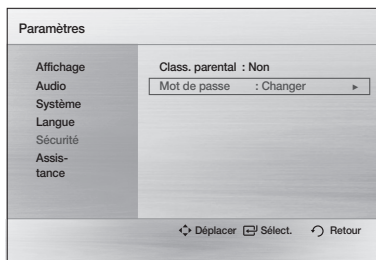 Paramètres
Affichage
Audio
Système
Langue
Sécurité
Assis-
tance
Class. parental : Non
Mot de passe : Changer ►
Déplacer Sélect. Retour